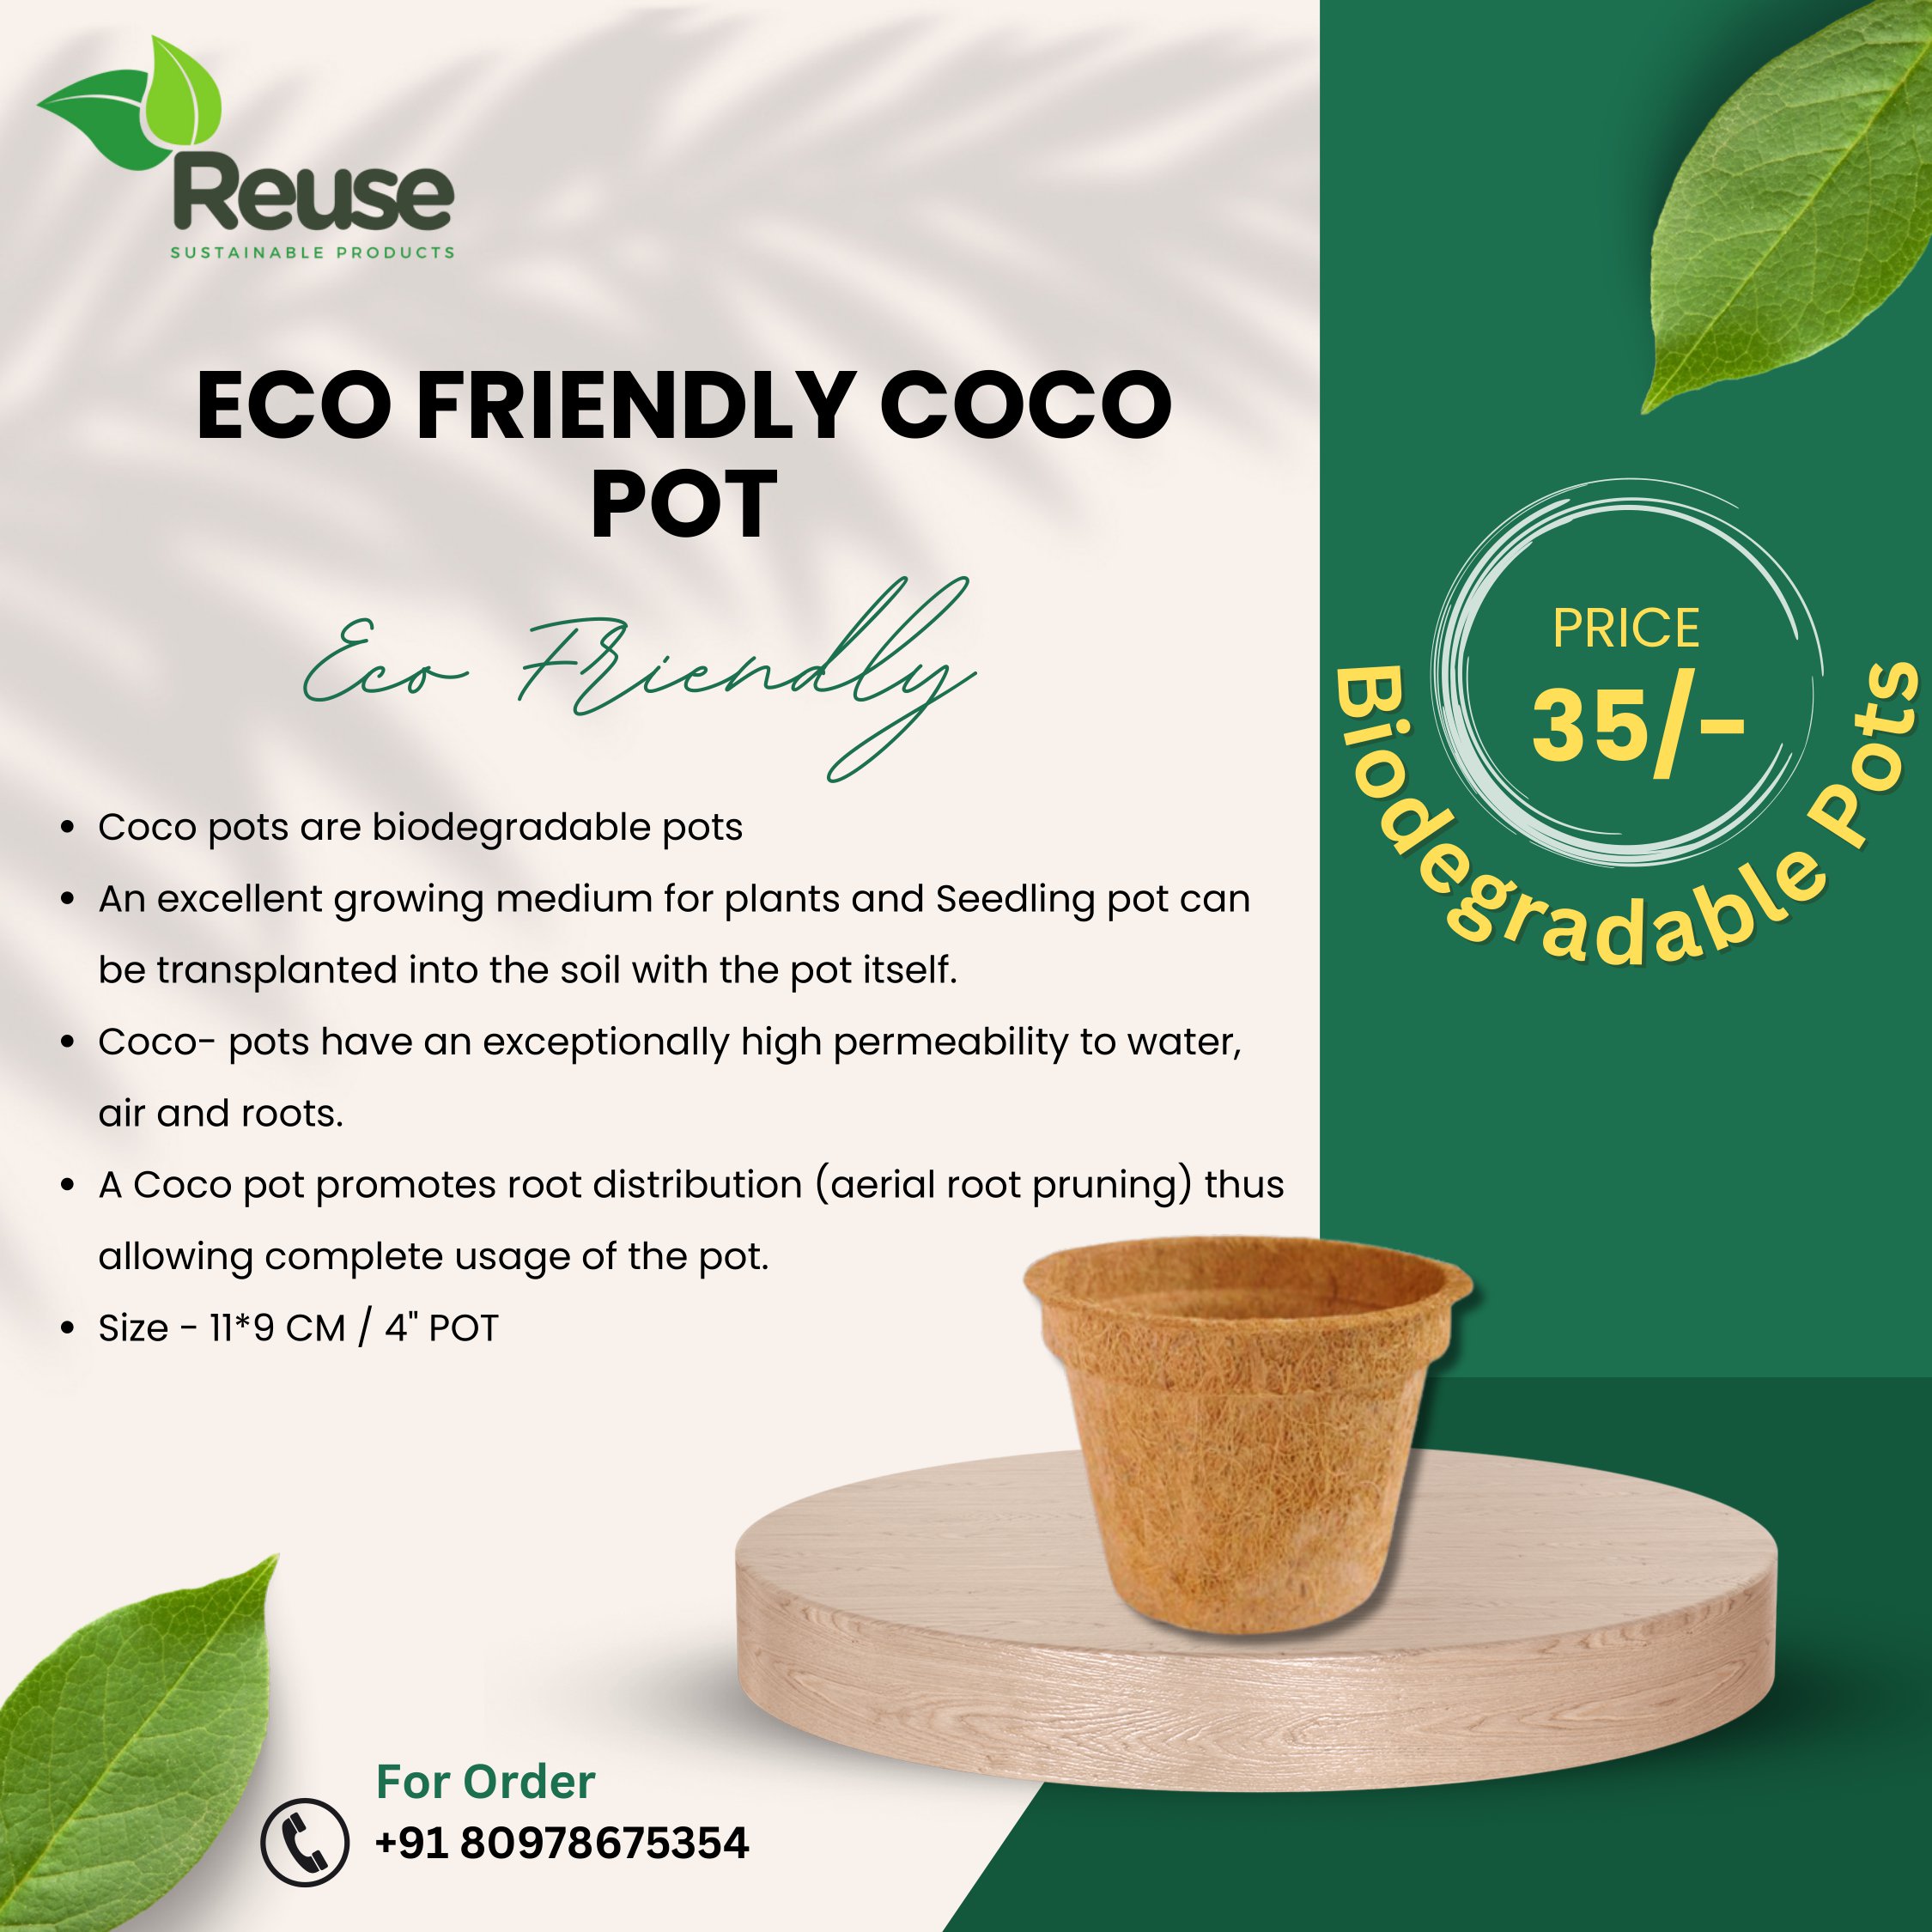 Reuse
SUSTAINABLE PRODUCTS
ECO FRIENDLY COCO
POT
Eco Friendly
• Coco pots are biodegradable pots
• An excellent growing medium for plants and Seedling pot can
be transplanted into the soil with the pot itself.
• Coco- pots have an exceptionally high permeability to water,
air and roots.
• A Coco pot promotes root distribution (aerial root pruning) thus
allowing complete usage of the pot.
• Size - 11*9 CM / 4" POT
PRICE
35/-
Biodegradable Pots
For Order
+91 80978675354